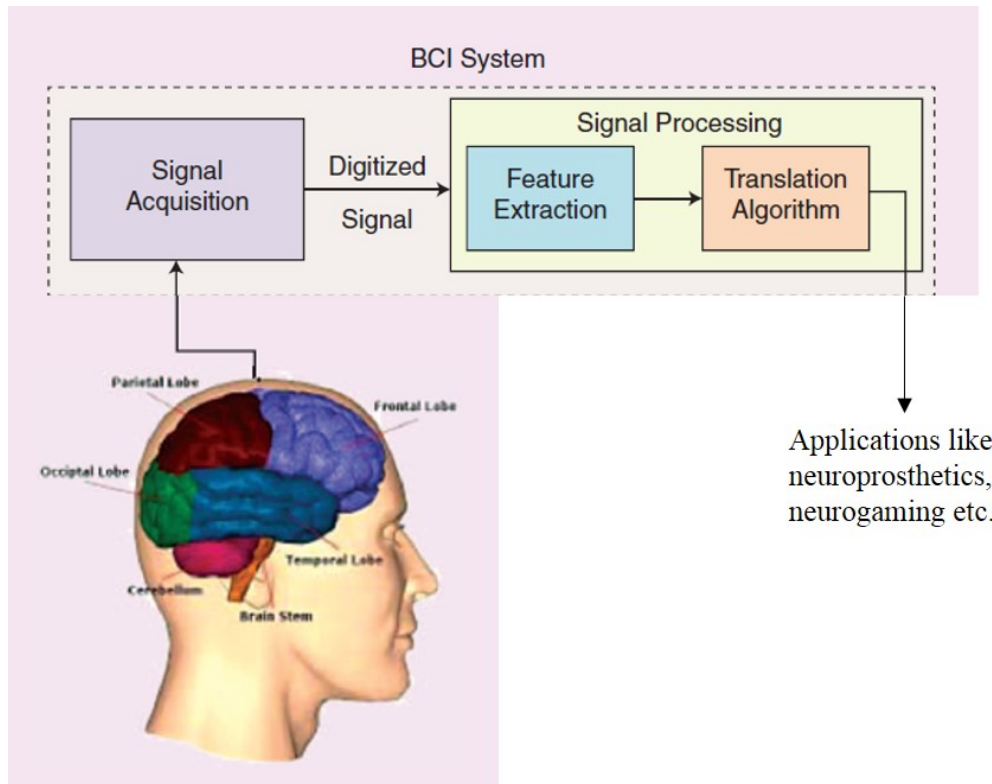 BCI System
Signal Processing
Signal
Acquisition
Digitized
Signal
Feature
Extraction
Translation
Algorithm
Parietal Lobe
Frontal Lobe
Occiptal Lobe
Temporal Lobe
Cerebellum
Brain Stem
Applications like
neuroprosthetics,
neurogaming etc.